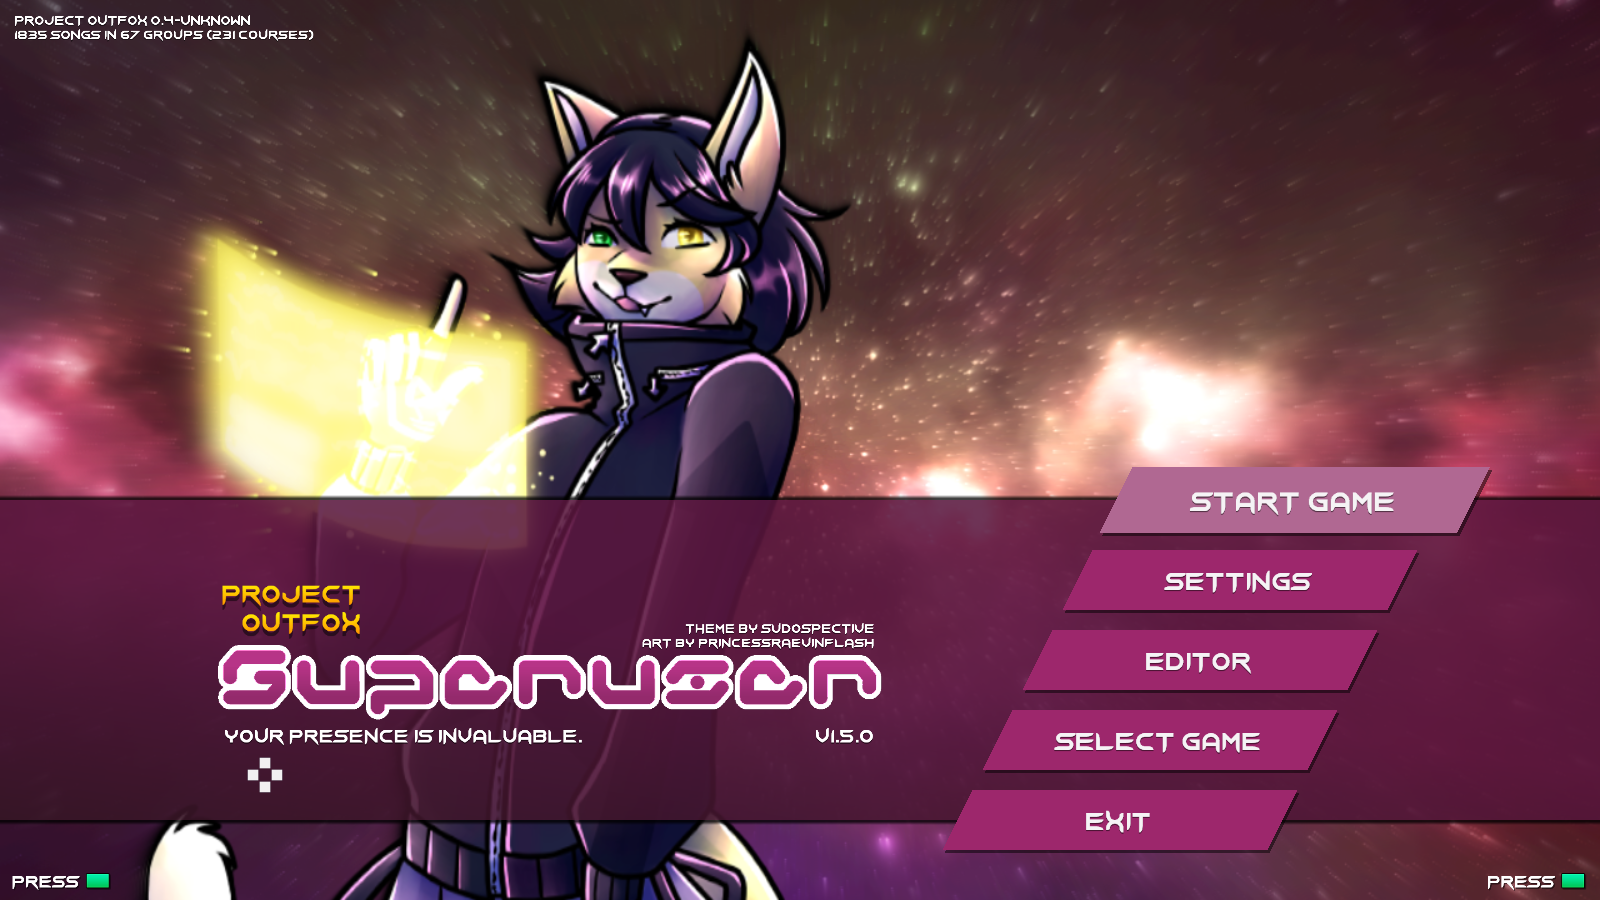 PROJECT OUTFOX 0.4-UNKNOWN
1835 SONGS IN 67 GROUPS (231 COURSES)
START GAME
SETTINGS
EDITOR
SELECT GAME
EXIT
PROJECT
OUTFOX
THEME BY SUDOSPECTIVE
ART BY PRINCESSRAEVINFLASH
Superuser
YOUR PRESENCE IS INVALUABLE.
V1.5.0
PRESS
PRESS